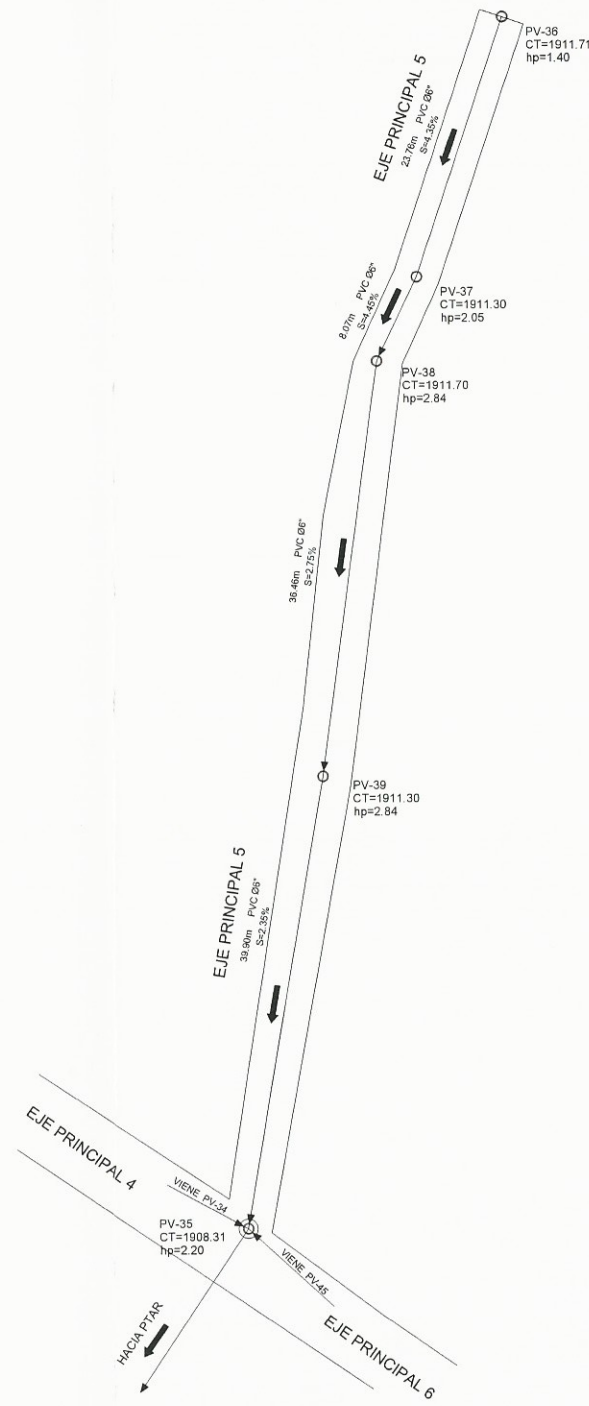 PV-36
CT=1911.71
hp=1.40
EJE PRINCIPAL 5
23.76m PVC Ø6"
S=4.35%
PV-37
CT=1911.30
hp=2.05
8.07m PVC Ø6"
S=4.45%
PV-38
CT=1911.70
hp=2.84
36.46m PVC Ø6"
S=2.75%
PV-39
CT=1911.30
hp=2.84
EJE PRINCIPAL 5
39.90m PVC Ø6"
S=2.35%
EJE PRINCIPAL 4
VIENE PV-34
PV-35
CT=1908.31
hp=2.20
VIENE PV-45
HACIA PTAR
EJE PRINCIPAL 6